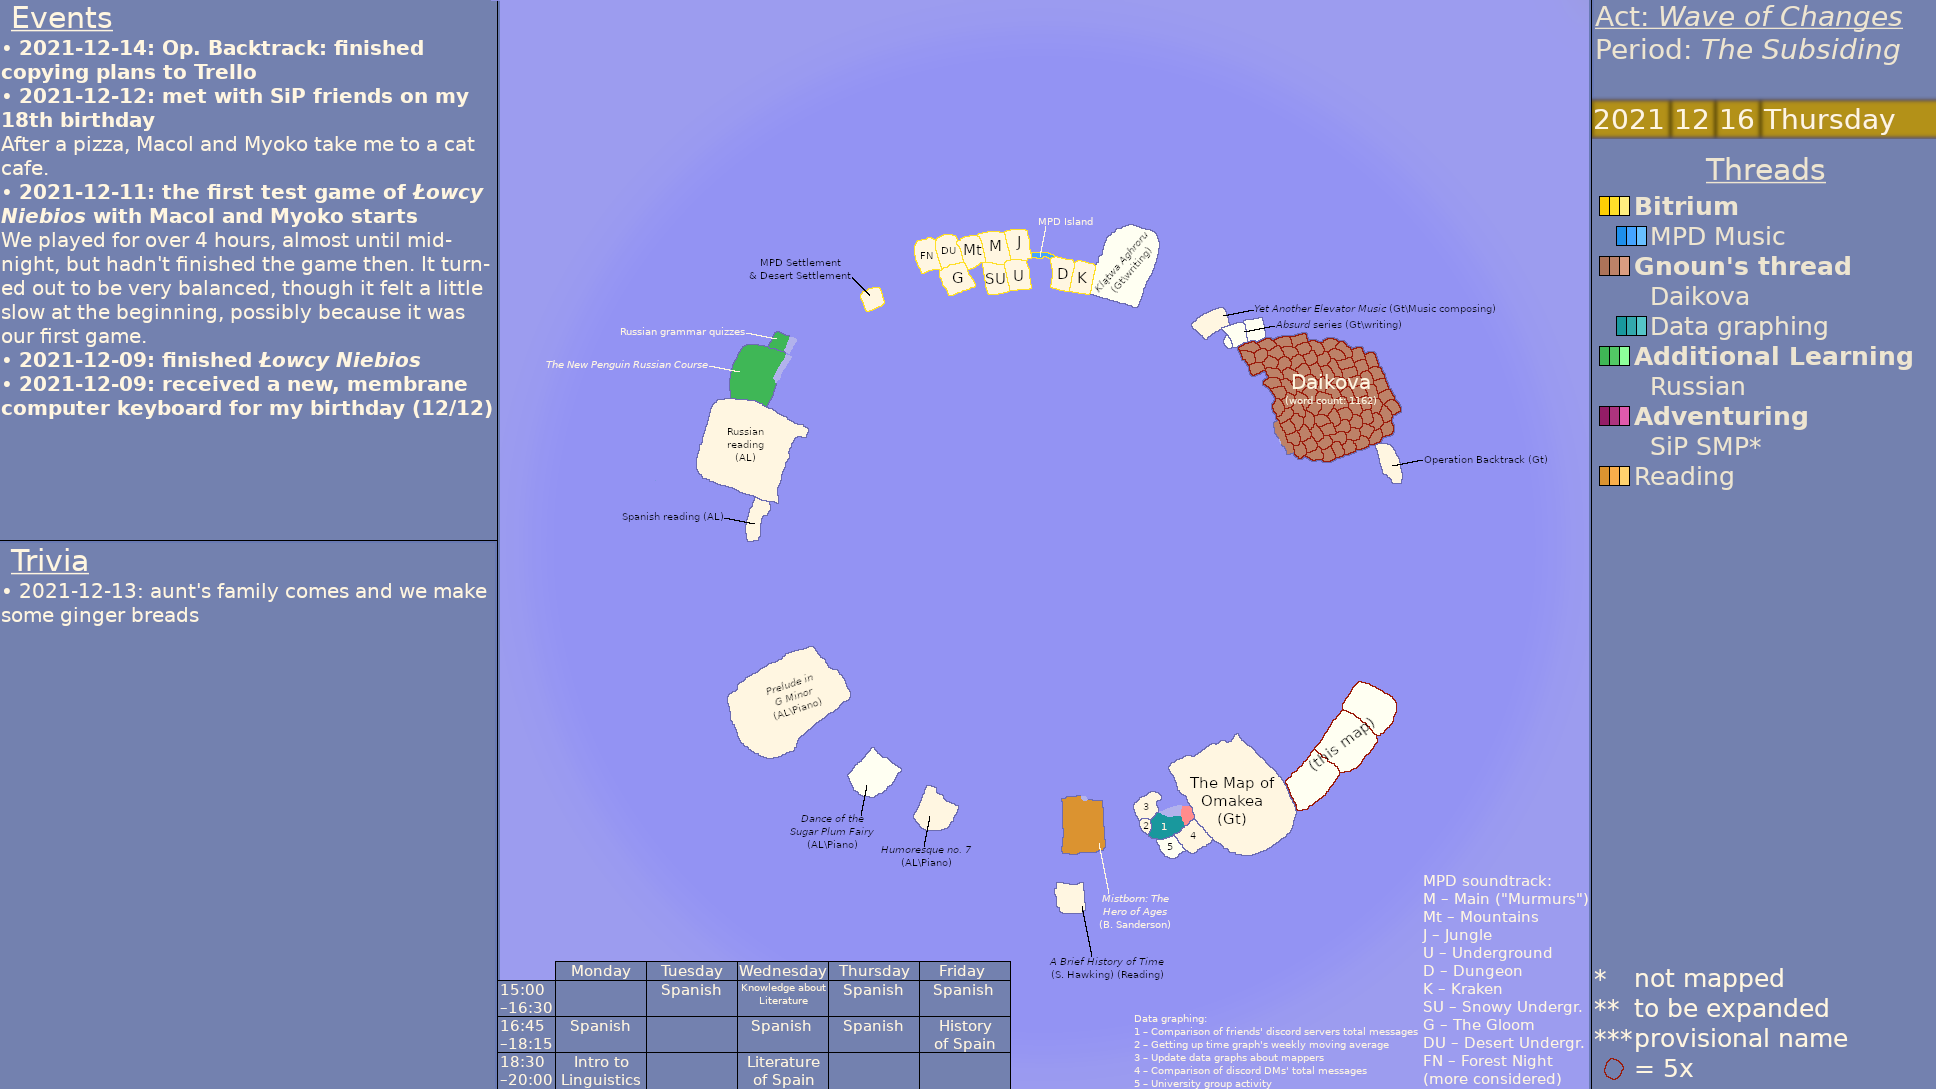 Events
• 2021-12-14: Op. Backtrack: finished
copying plans to Trello
• 2021-12-12: met with SiP friends on my
18th birthday
After a pizza, Macol and Myoko take me to a cat
cafe.
• 2021-12-11: the first test game of Łowcy
Niebios with Macol and Myoko starts
We played for over 4 hours, almost until mid-
night, but hadn't finished the game then. It turn-
ed out to be very balanced, though it felt a little
slow at the beginning, possibly because it was
our first game.
• 2021-12-09: finished Łowcy Niebios
• 2021-12-09: received a new, membrane
computer keyboard for my birthday (12/12)
Trivia
• 2021-12-13: aunt's family comes and we make
some ginger breads
MPD Island
FN
DU
Mt
M
J
G
SU
U
D
K
Klątwa Aghroru
(Gt\writing)
MPD Settlement
& Desert Settlement
Russian grammar quizzes
The New Penguin Russian Course
Russian
reading
(AL)
Spanish reading (AL)
Yet Another Elevator Music (Gt\Music composing)
Absurd series (Gt\writing)
Daikova
(word count: 1162)
Operation Backtrack (Gt)
Prelude in
G Minor
(AL\Piano)
Dance of the
Sugar Plum Fairy
(AL\Piano)
Humoresque no. 7
(AL\Piano)
(this map)
The Map of
Omakea
(Gt)
3
2
1
4
5
Mistborn: The
Hero of Ages
(B. Sanderson)
A Brief History of Time
(S. Hawking) (Reading)
Monday Tuesday Wednesday Thursday Friday
15:00
–16:30
Spanish
Knowledge about
Literature
Spanish
Spanish
16:45
–18:15
Spanish
Spanish
Spanish
History
of Spain
18:30
–20:00
Intro to
Linguistics
Literature
of Spain
Data graphing:
1 – Comparison of friends' discord servers total messages
2 – Getting up time graph's weekly moving average
3 – Update data graphs about mappers
4 – Comparison of discord DMs' total messages
5 – University group activity
MPD soundtrack:
M – Main ("Murmurs")
Mt – Mountains
J – Jungle
U – Underground
D – Dungeon
K – Kraken
SU – Snowy Undergr.
G – The Gloom
DU – Desert Undergr.
FN – Forest Night
(more considered)
Act: Wave of Changes
Period: The Subsiding
2021 12 16 Thursday
Threads
Bitrium
MPD Music
Gnoun's thread
Daikova
Data graphing
Additional Learning
Russian
Adventuring
SiP SMP*
Reading
* not mapped
** to be expanded
*** provisional name
= 5x